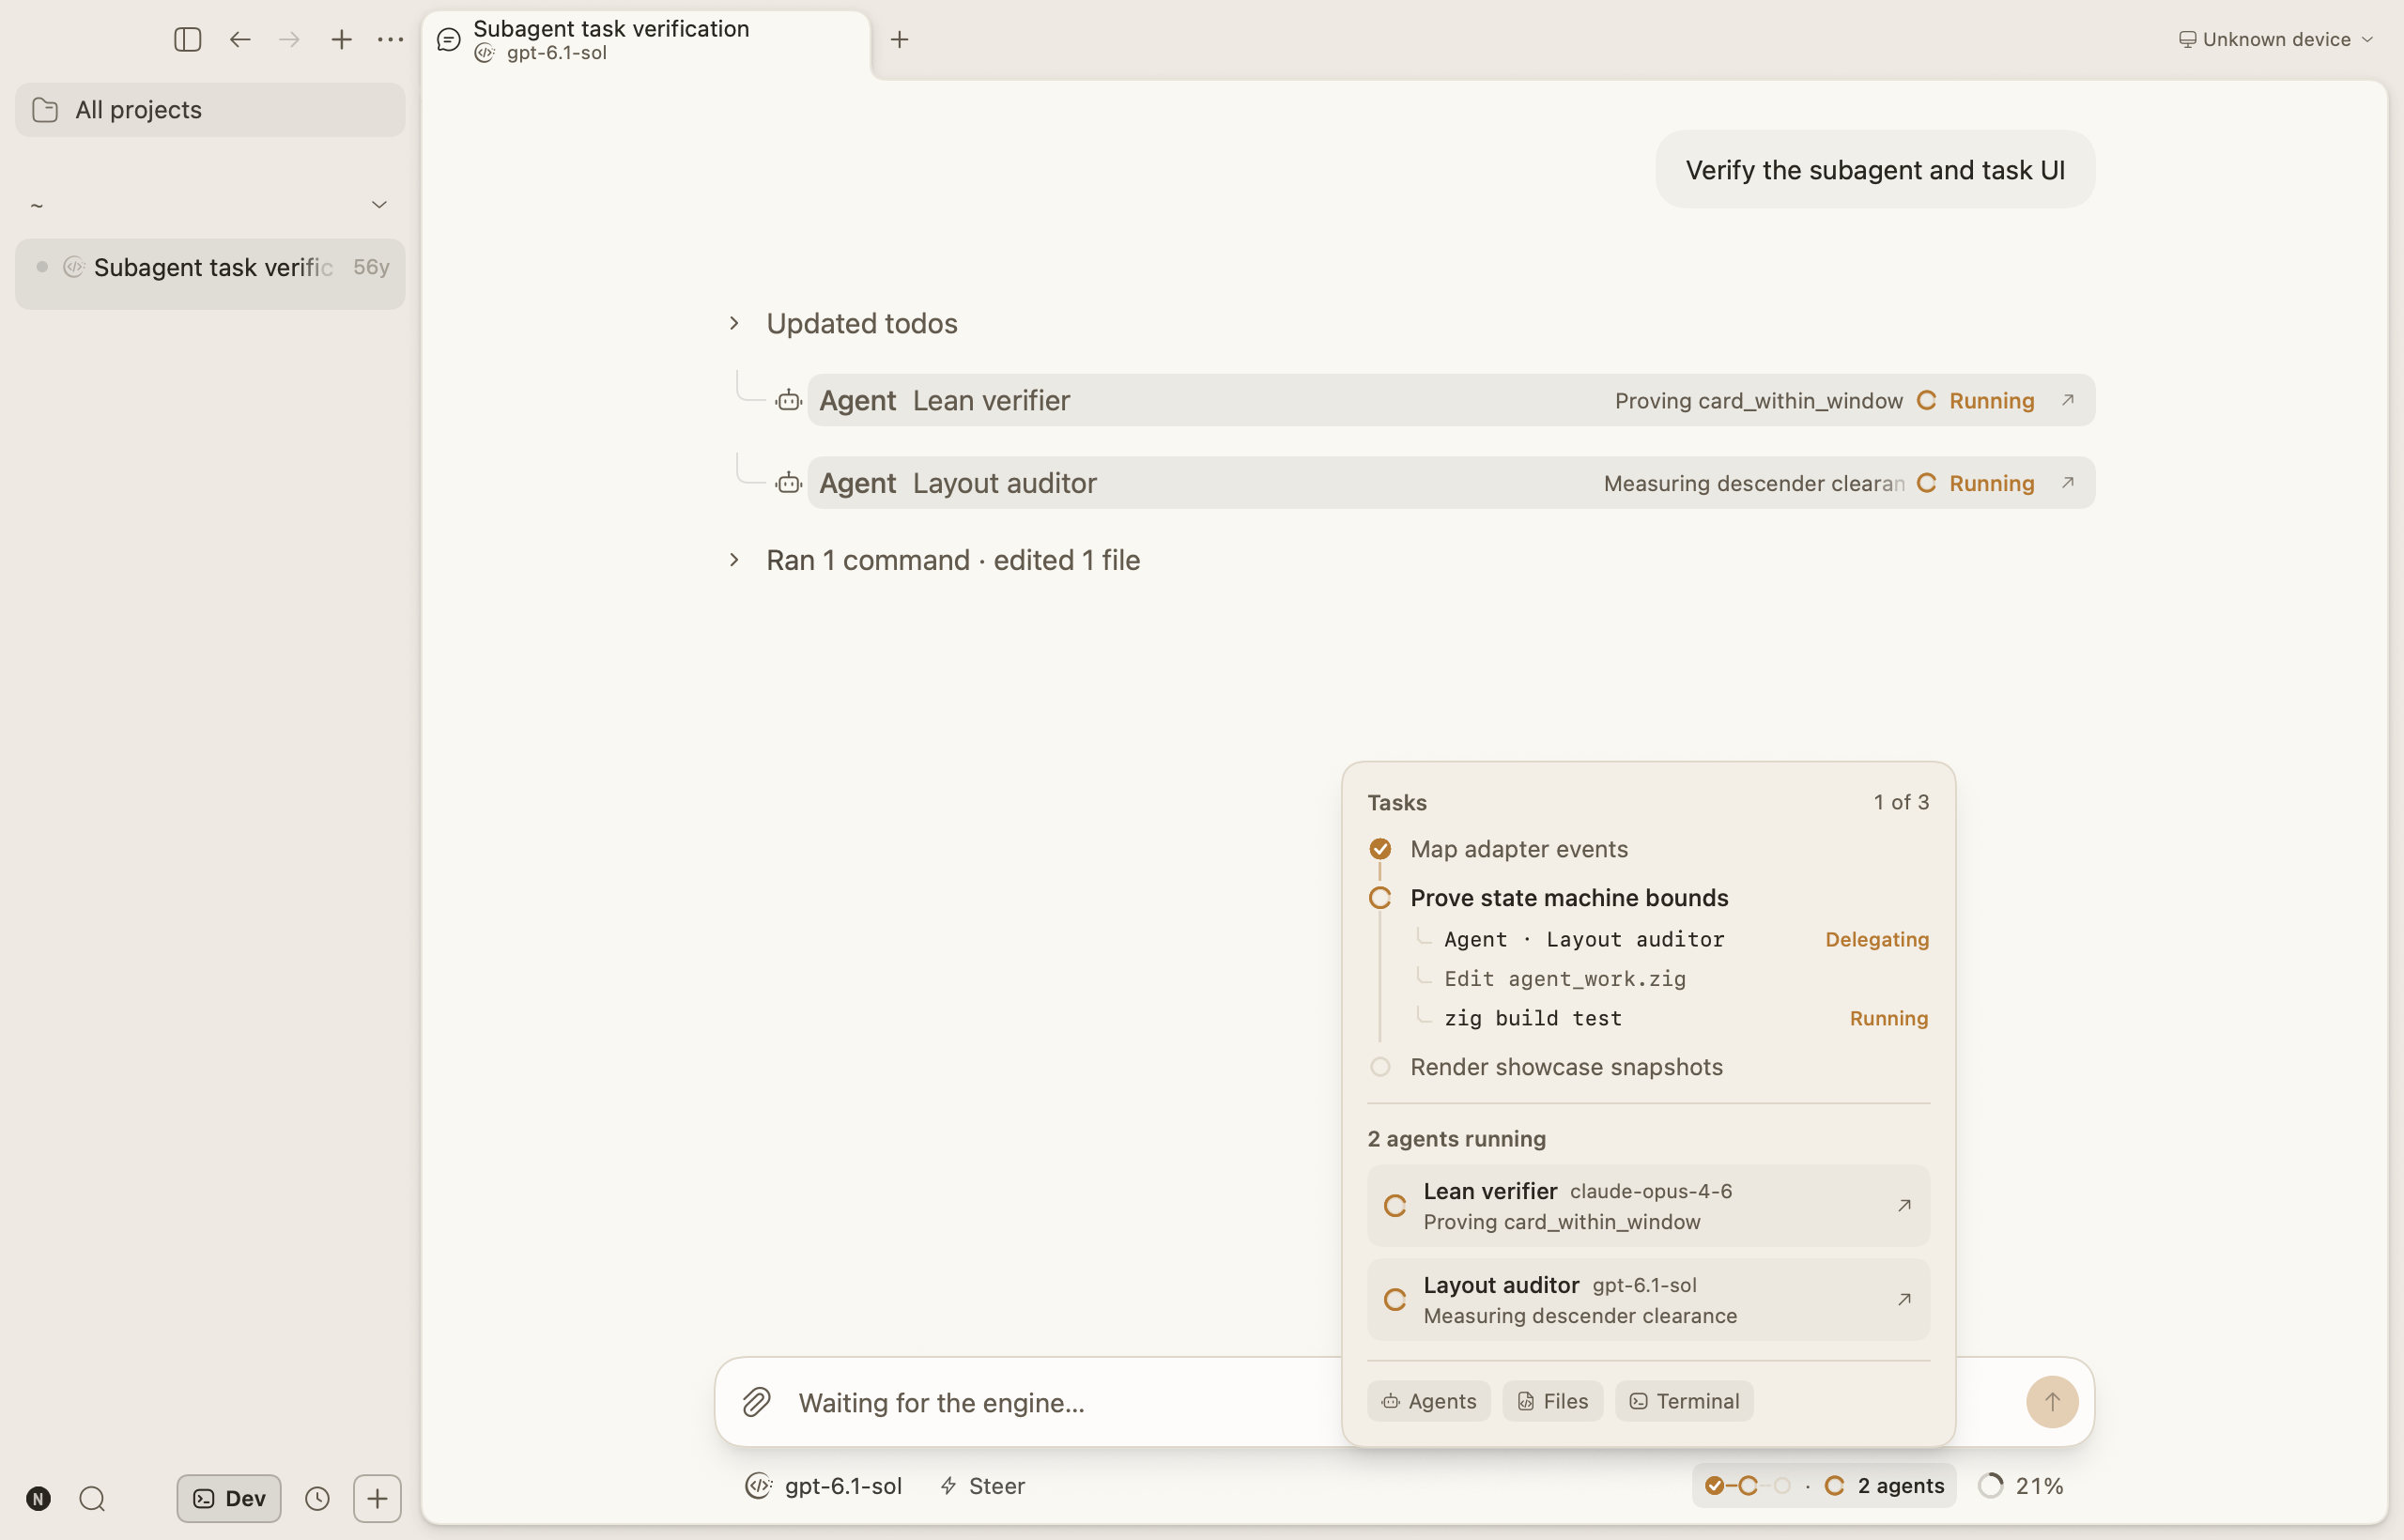 Subagent task verification
gpt-6.1-sol
Unknown device
All projects
~
Subagent task verific 56y
Verify the subagent and task UI
Updated todos
Agent Lean verifier Proving card_within_window Running
Agent Layout auditor Measuring descender clearan Running
Ran 1 command · edited 1 file
Tasks 1 of 3
Map adapter events
Prove state machine bounds
Agent · Layout auditor Delegating
Edit agent_work.zig
zig build test Running
Render showcase snapshots
2 agents running
Lean verifier claude-opus-4-6
Proving card_within_window
Layout auditor gpt-6.1-sol
Measuring descender clearance
Agents Files Terminal
Waiting for the engine...
gpt-6.1-sol Steer · 2 agents 21%
N Dev